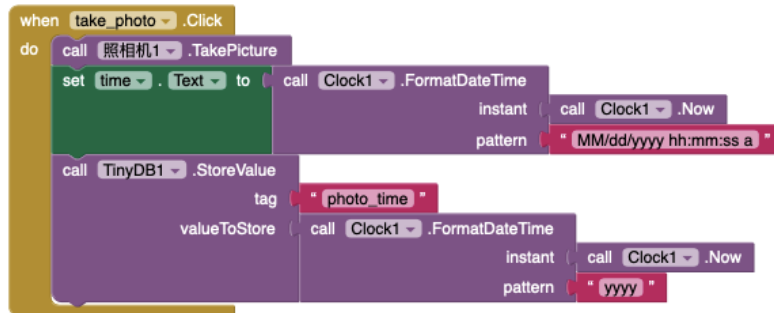 when take_photo .Click
do call 照相机1 .TakePicture
set time . Text to call Clock1 .FormatDateTime
instant call Clock1 .Now
pattern " MM/dd/yyyy hh:mm:ss a "
call TinyDB1 .StoreValue
tag " photo_time "
valueToStore call Clock1 .FormatDateTime
instant call Clock1 .Now
pattern " yyyy "